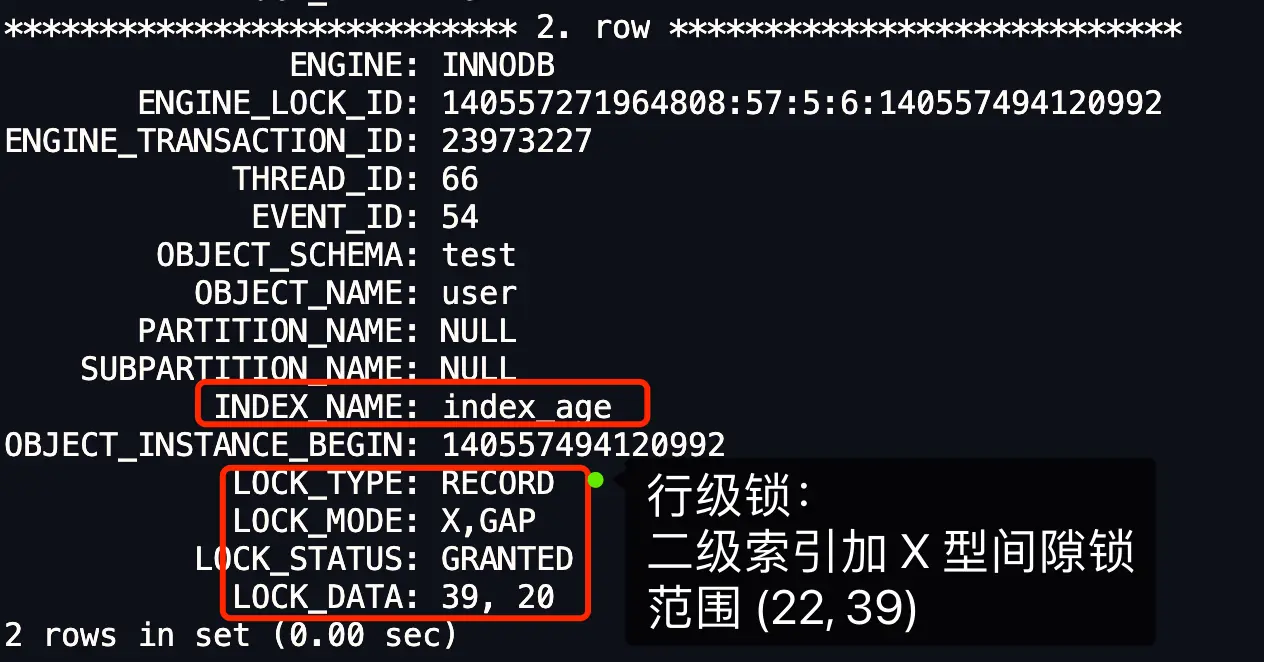 *************************** 2. row ***************************
ENGINE: INNODB
ENGINE_LOCK_ID: 140557271964808:57:5:6:140557494120992
ENGINE_TRANSACTION_ID: 23973227
THREAD_ID: 66
EVENT_ID: 54
OBJECT_SCHEMA: test
OBJECT_NAME: user
PARTITION_NAME: NULL
SUBPARTITION_NAME: NULL
INDEX_NAME: index_age
OBJECT_INSTANCE_BEGIN: 140557494120992
LOCK_TYPE: RECORD
LOCK_MODE: X,GAP
LOCK_STATUS: GRANTED
LOCK_DATA: 39, 20
2 rows in set (0.00 sec)
行级锁：
二级索引加 X 型间隙锁
范围 (22, 39)